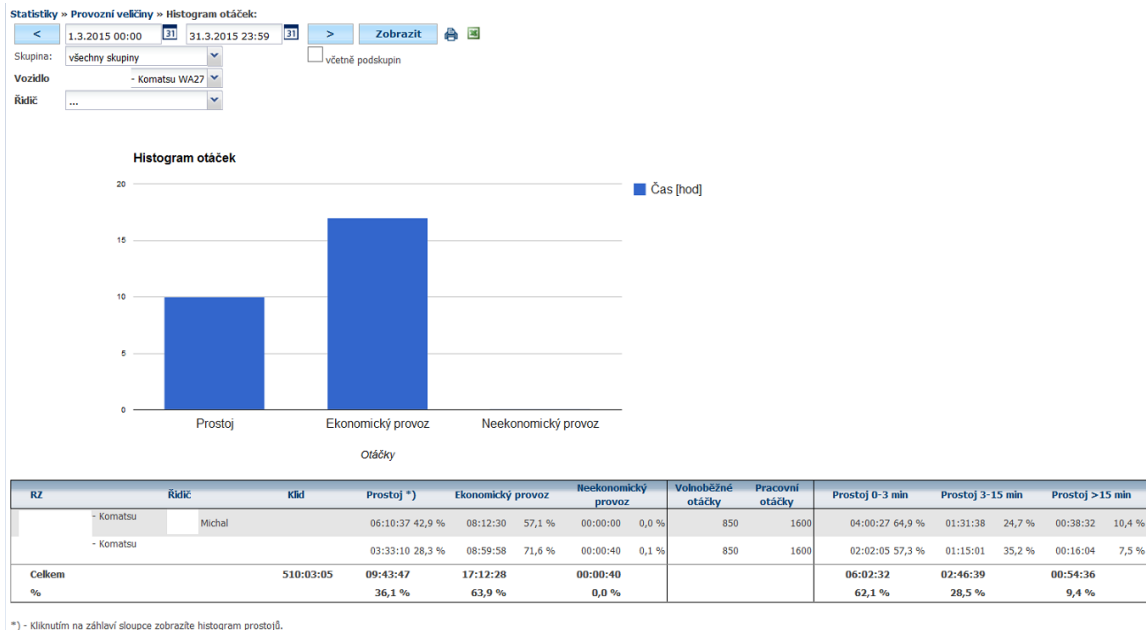 Statistiky » Provozní veličiny » Histogram otáček:
< 1.3.2015 00:00 31 31.3.2015 23:59 31 > Zobrazit
Skupina: všechny skupiny včetně podskupin
Vozidlo - Komatsu WA27
Řidič ...
Histogram otáček
20
Čas [hod]
15
10
5
0
Prostoj Ekonomický provoz Neekonomický provoz
Otáčky
RZ Řidič Klid Prostoj *) Ekonomický provoz Neekonomický provoz Volnoběžné otáčky Pracovní otáčky Prostoj 0-3 min Prostoj 3-15 min Prostoj >15 min
- Komatsu Michal 06:10:37 42,9 % 08:12:30 57,1 % 00:00:00 0,0 % 850 1600 04:00:27 64,9 % 01:31:38 24,7 % 00:38:32 10,4 %
- Komatsu 03:33:10 28,3 % 08:59:58 71,6 % 00:00:40 0,1 % 850 1600 02:02:05 57,3 % 01:15:01 35,2 % 00:16:04 7,5 %
Celkem 510:03:05 09:43:47 17:12:28 00:00:40 06:02:32 02:46:39 00:54:36
% 36,1 % 63,9 % 0,0 % 62,1 % 28,5 % 9,4 %
*) - Kliknutím na záhlaví sloupce zobrazíte histogram prostojů.